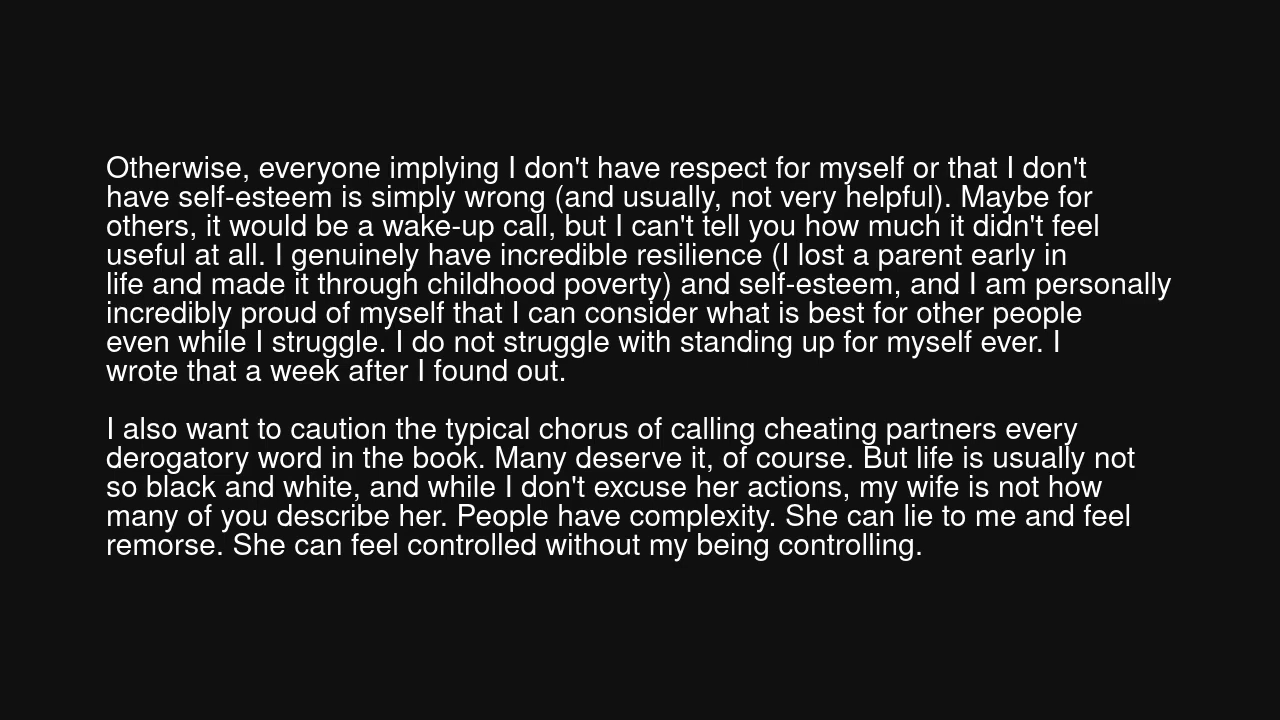 Otherwise, everyone implying I don't have respect for myself or that I don't
have self-esteem is simply wrong (and usually, not very helpful). Maybe for
others, it would be a wake-up call, but I can't tell you how much it didn't feel
useful at all. I genuinely have incredible resilience (I lost a parent early in
life and made it through childhood poverty) and self-esteem, and I am personally
incredibly proud of myself that I can consider what is best for other people
even while I struggle. I do not struggle with standing up for myself ever. I
wrote that a week after I found out.
I also want to caution the typical chorus of calling cheating partners every
derogatory word in the book. Many deserve it, of course. But life is usually not
so black and white, and while I don't excuse her actions, my wife is not how
many of you describe her. People have complexity. She can lie to me and feel
remorse. She can feel controlled without my being controlling.